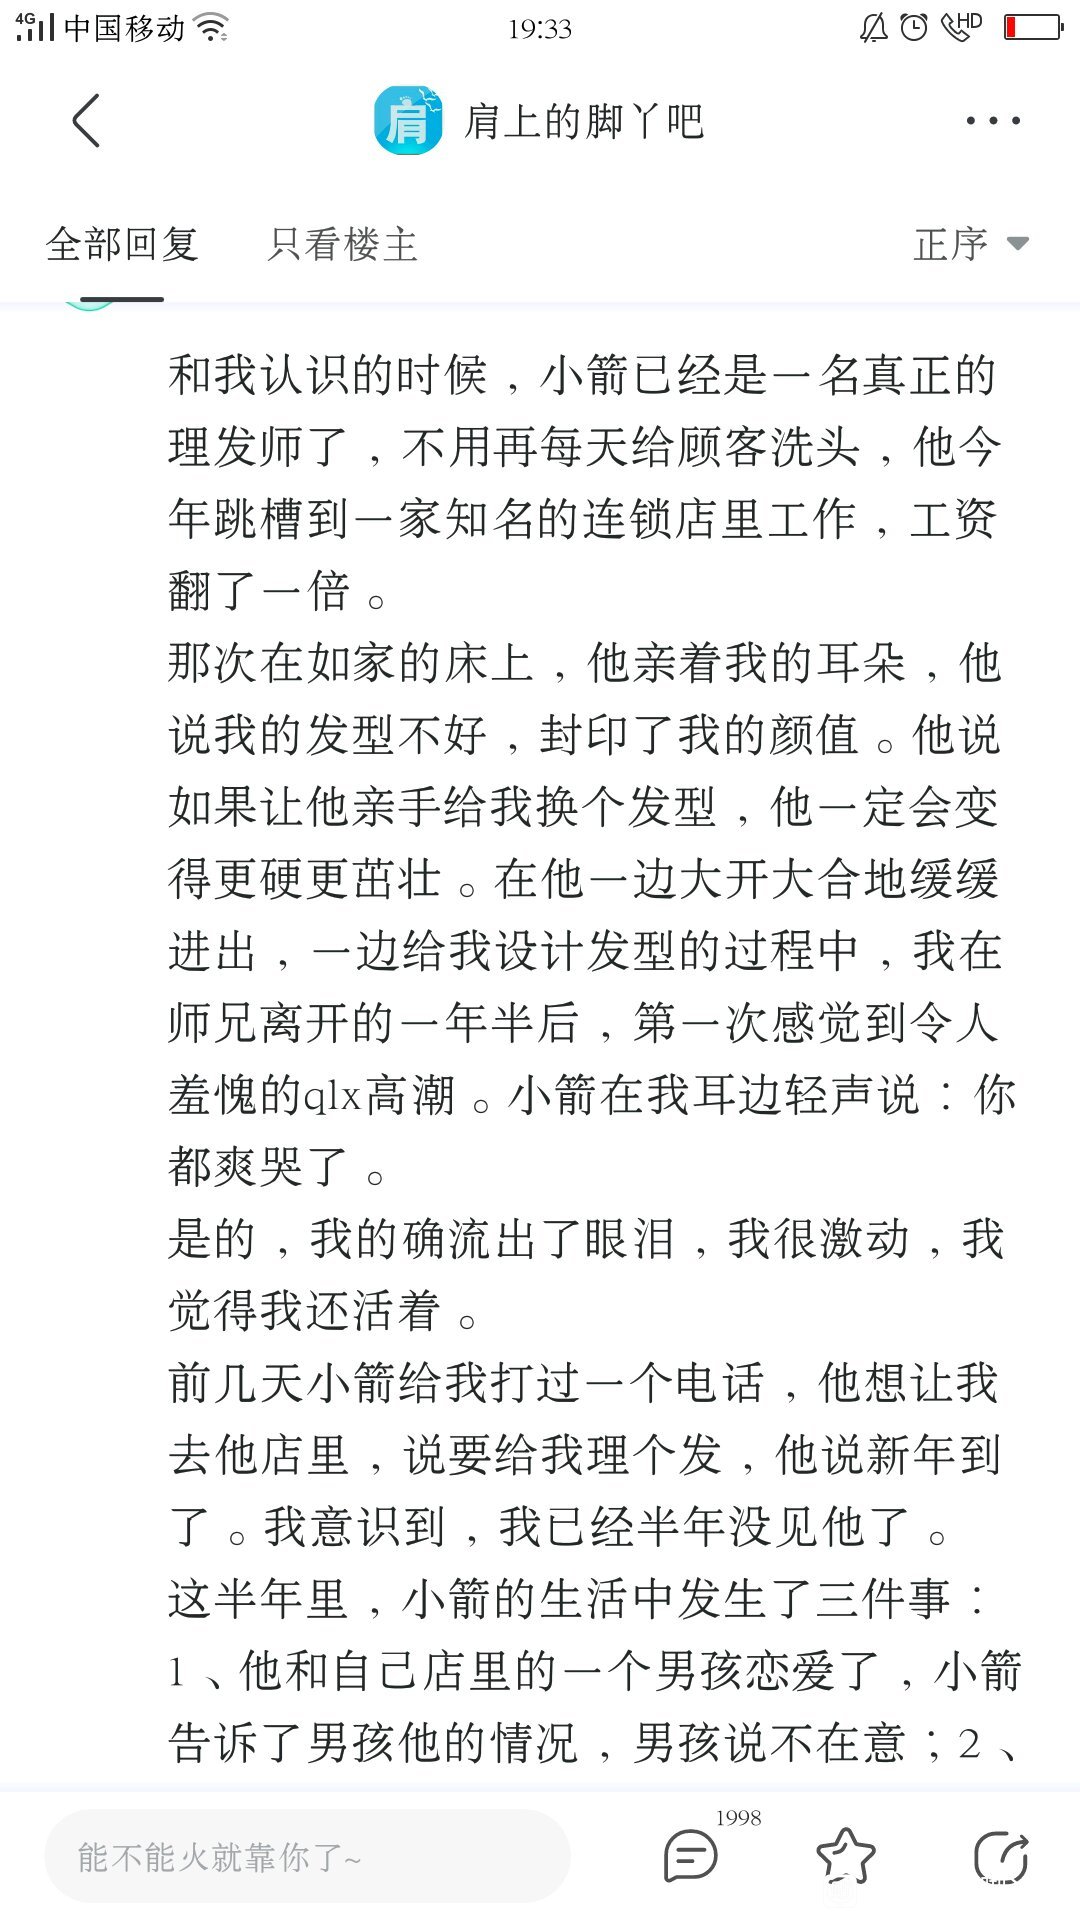 4G 中国移动 19:33 HD
肩 肩上的脚丫吧
全部回复 只看楼主 正序
和我认识的时候，小箭已经是一名真正的
理发师了，不用再每天给顾客洗头，他今
年跳槽到一家知名的连锁店里工作，工资
翻了一倍。
那次在如家的床上，他亲着我的耳朵，他
说我的发型不好，封印了我的颜值。他说
如果让他亲手给我换个发型，他一定会变
得更硬更茁壮。在他一边大开大合地缓缓
进出，一边给我设计发型的过程中，我在
师兄离开的一年半后，第一次感觉到令人
羞愧的qlx高潮。小箭在我耳边轻声说：你
都爽哭了。
是的，我的确流出了眼泪，我很激动，我
觉得我还活着。
前几天小箭给我打过一个电话，他想让我
去他店里，说要给我理个发，他说新年到
了。我意识到，我已经半年没见他了。
这半年里，小箭的生活中发生了三件事：
1、他和自己店里的一个男孩恋爱了，小箭
告诉了男孩他的情况，男孩说不在意；2、
能不能火就靠你了~ 1998